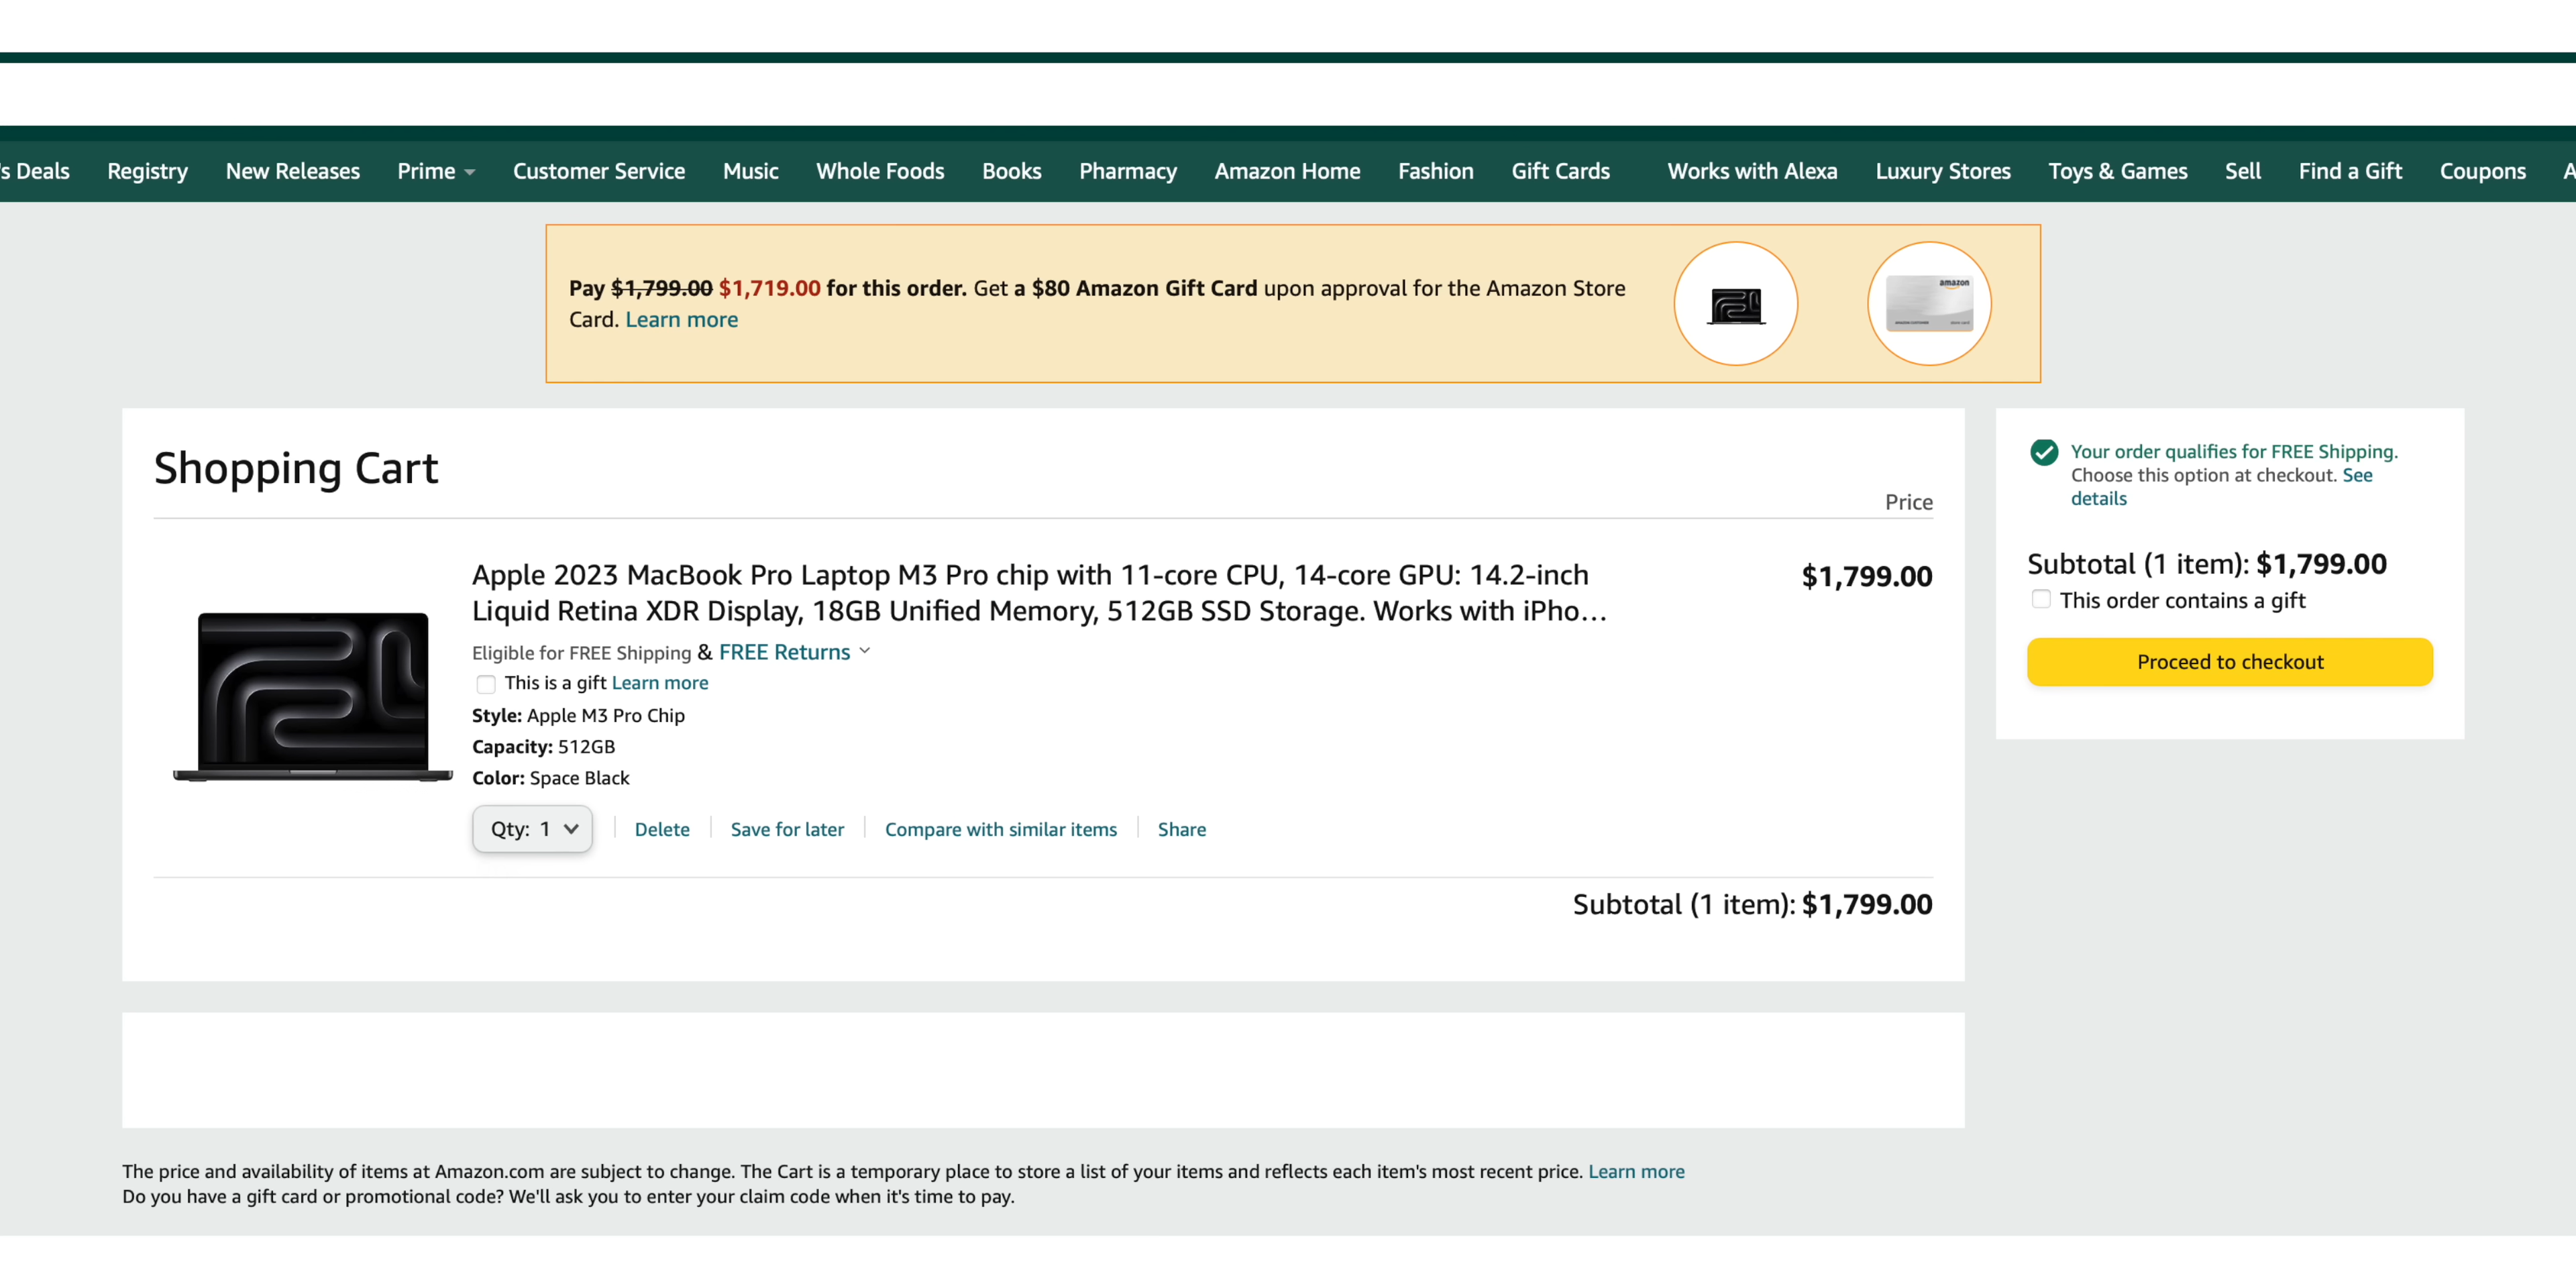 's Deals Registry New Releases Prime Customer Service Music Whole Foods Books Pharmacy Amazon Home Fashion Gift Cards Works with Alexa Luxury Stores Toys & Games Sell Find a Gift Coupons A
Pay $1,799.00 $1,719.00 for this order. Get a $80 Amazon Gift Card upon approval for the Amazon Store
Card. Learn more
amazon
Shopping Cart
Price
Apple 2023 MacBook Pro Laptop M3 Pro chip with 11-core CPU, 14-core GPU: 14.2-inch
Liquid Retina XDR Display, 18GB Unified Memory, 512GB SSD Storage. Works with iPho…
$1,799.00
Eligible for FREE Shipping & FREE Returns
This is a gift Learn more
Style: Apple M3 Pro Chip
Capacity: 512GB
Color: Space Black
Qty: 1 Delete Save for later Compare with similar items Share
Subtotal (1 item): $1,799.00
Your order qualifies for FREE Shipping.
Choose this option at checkout. See
details
Subtotal (1 item): $1,799.00
This order contains a gift
Proceed to checkout
The price and availability of items at Amazon.com are subject to change. The Cart is a temporary place to store a list of your items and reflects each item's most recent price. Learn more
Do you have a gift card or promotional code? We'll ask you to enter your claim code when it's time to pay.